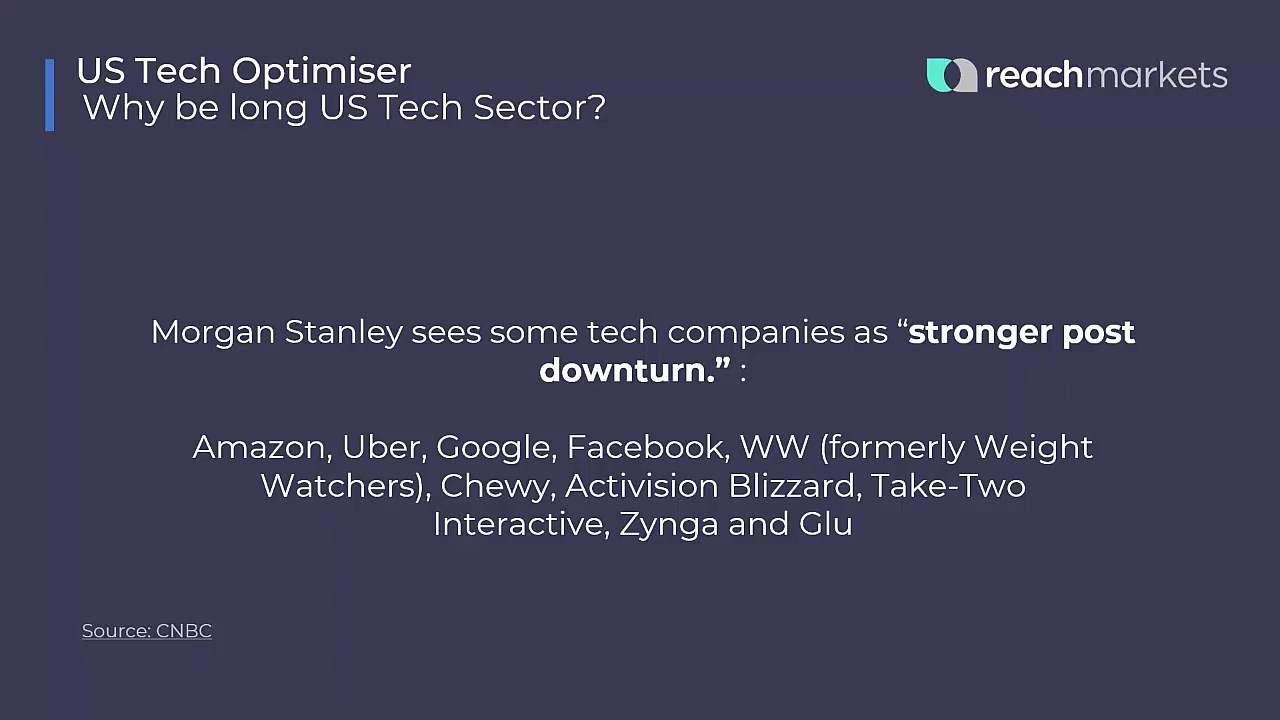 US Tech Optimiser
Why be long US Tech Sector?
reachmarkets
Morgan Stanley sees some tech companies as “stronger post
downturn.” :
Amazon, Uber, Google, Facebook, WW (formerly Weight
Watchers), Chewy, Activision Blizzard, Take-Two
Interactive, Zynga and Glu
Source: CNBC